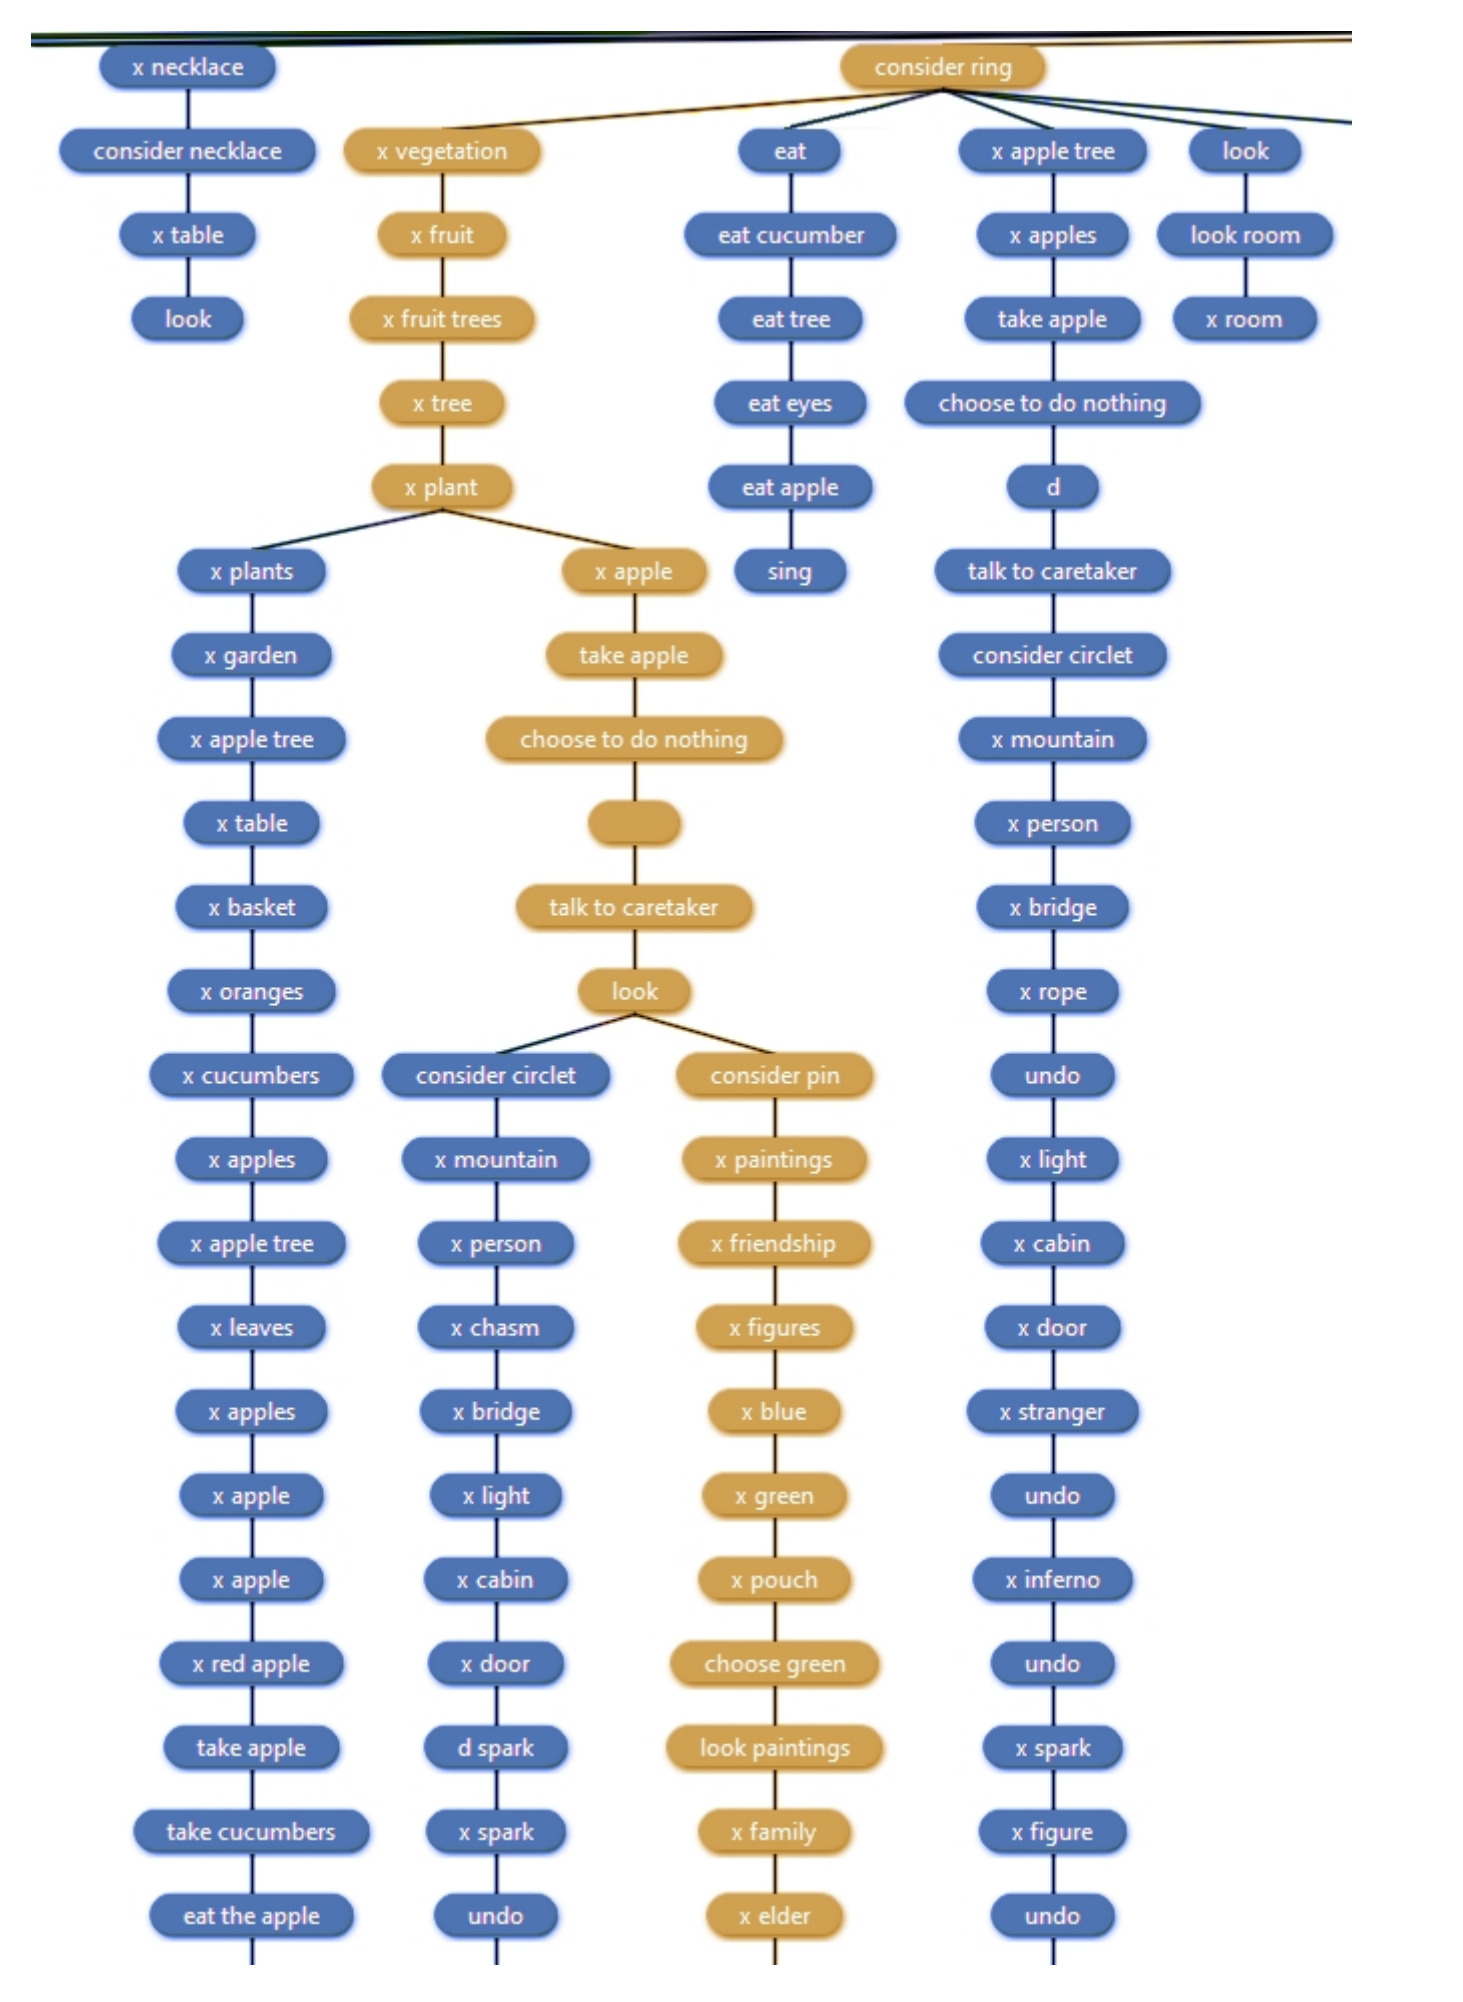 x necklace
consider ring
consider necklace
x vegetation
eat
x apple tree
look
x table
x fruit
eat cucumber
x apples
look room
look
x fruit trees
eat tree
take apple
x room
x tree
eat eyes
choose to do nothing
x plant
eat apple
d
x plants
x apple
sing
talk to caretaker
x garden
take apple
consider circlet
x apple tree
choose to do nothing
x mountain
x table
x person
x basket
talk to caretaker
x bridge
x oranges
look
x rope
x cucumbers
consider circlet
consider pin
undo
x apples
x mountain
x paintings
x light
x apple tree
x person
x friendship
x cabin
x leaves
x chasm
x figures
x door
x apples
x bridge
x blue
x stranger
x apple
x light
x green
undo
x apple
x cabin
x pouch
x inferno
x red apple
x door
choose green
undo
take apple
d spark
look paintings
x spark
take cucumbers
x spark
x family
x figure
eat the apple
undo
x elder
undo